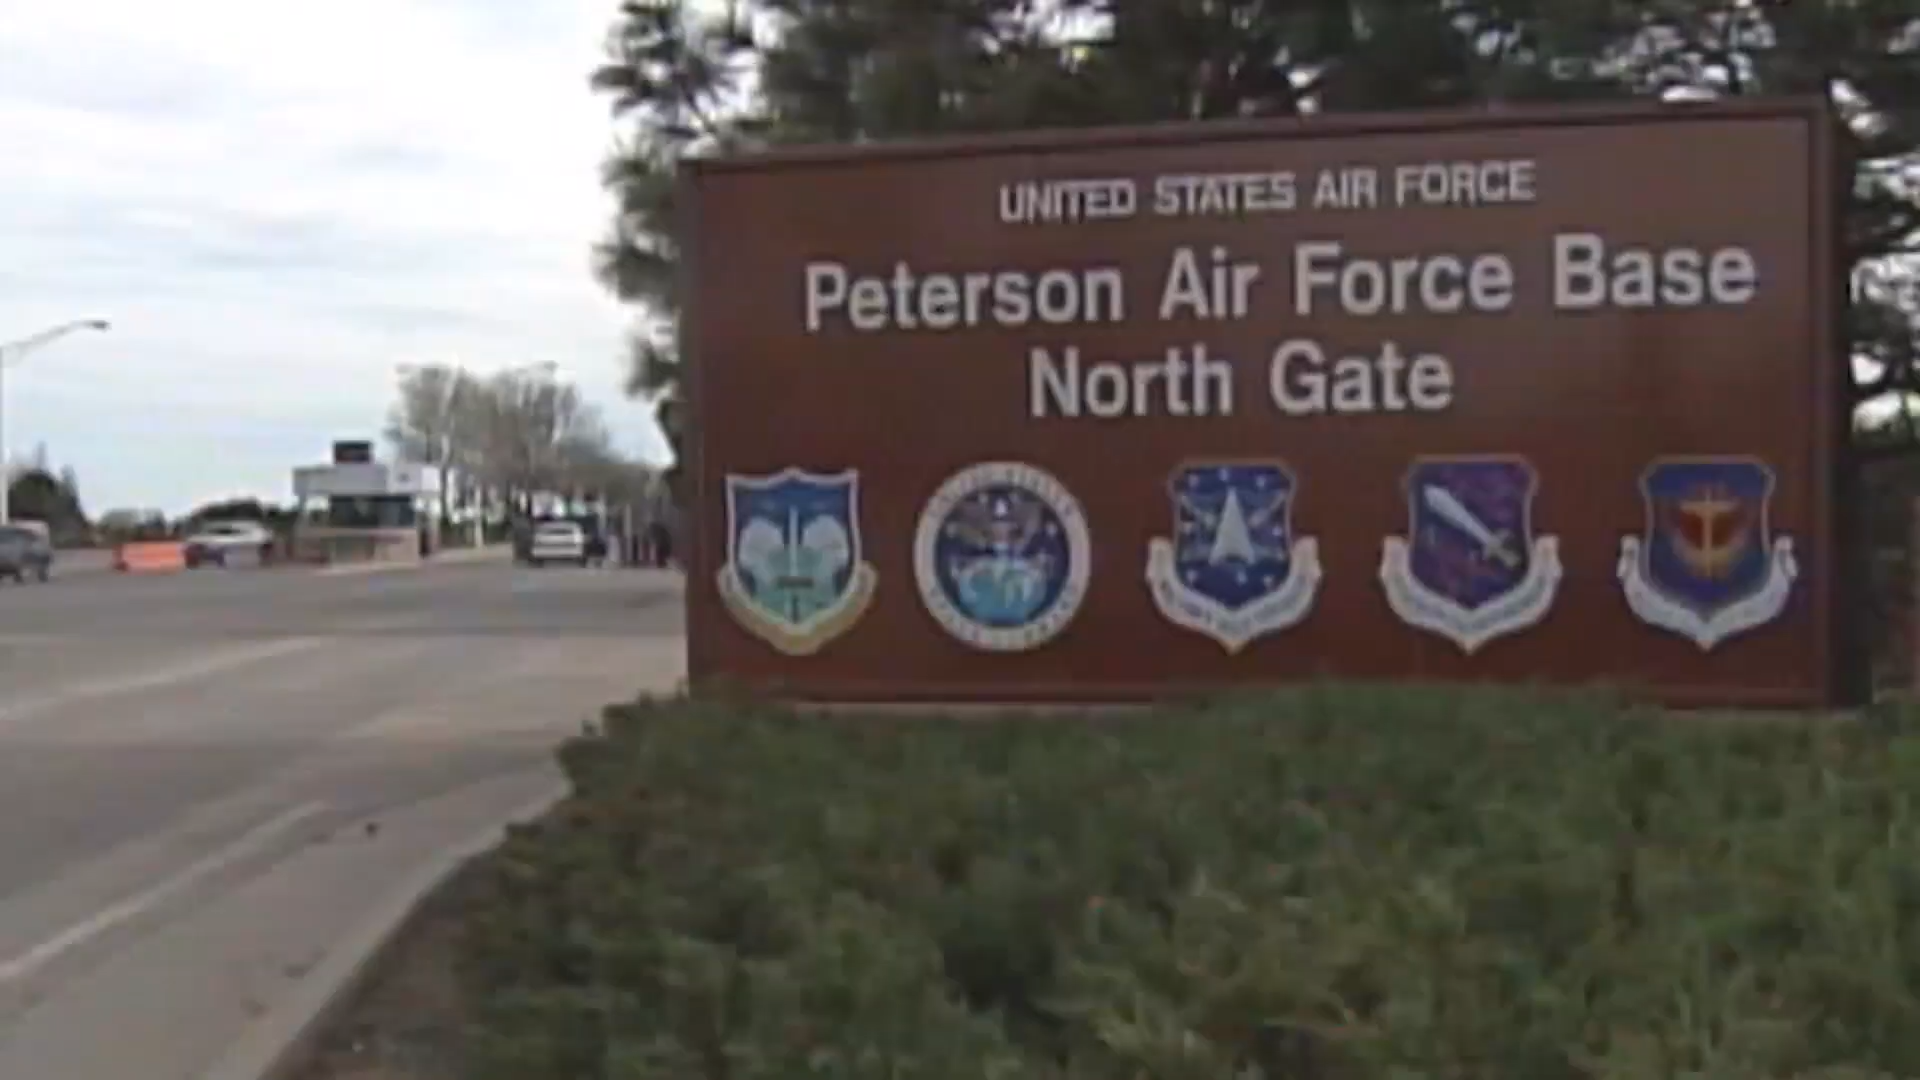 UNITED STATES AIR FORCE
Peterson Air Force Base
North Gate